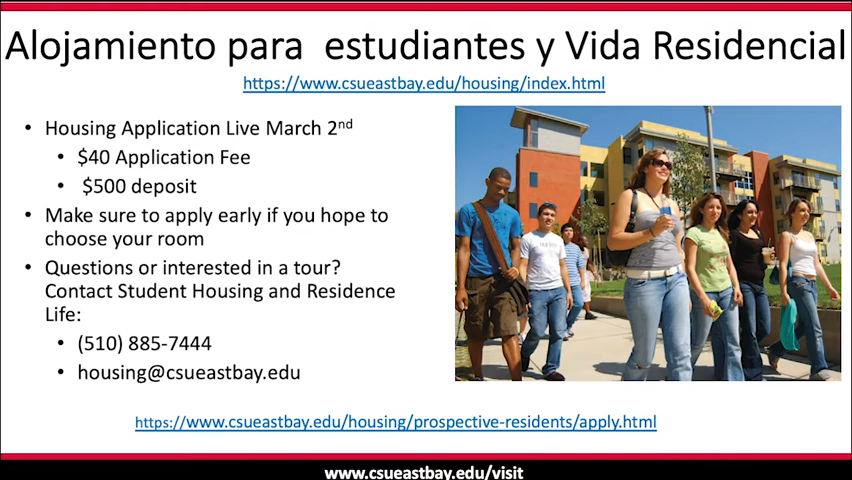 Alojamiento para estudiantes y Vida Residencial
https://www.csueastbay.edu/housing/index.html
• Housing Application Live March 2nd
• $40 Application Fee
• $500 deposit
• Make sure to apply early if you hope to
choose your room
• Questions or interested in a tour?
Contact Student Housing and Residence
Life:
• (510) 885-7444
• housing@csueastbay.edu
https://www.csueastbay.edu/housing/prospective-residents/apply.html
www.csueastbay.edu/visit